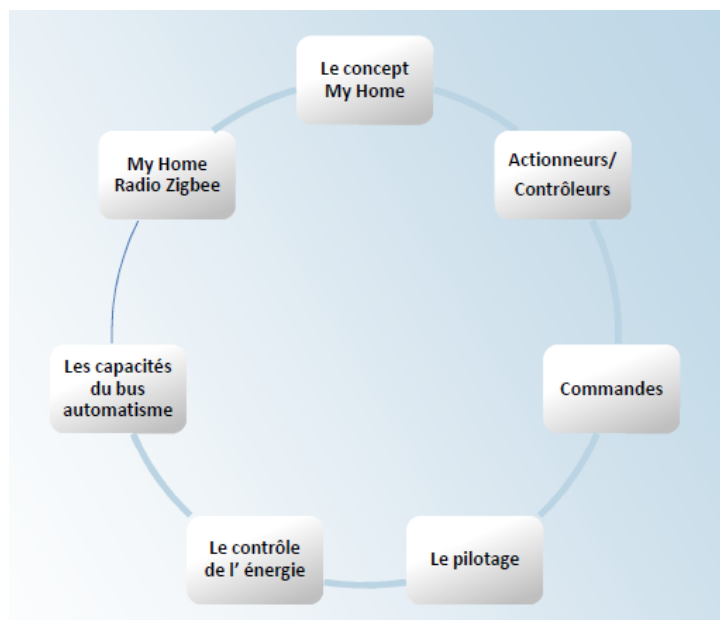 Le concept
My Home
Actionneurs/
Contrôleurs
Commandes
Le pilotage
Le contrôle
de l’ énergie
Les capacités
du bus
automatisme
My Home
Radio Zigbee